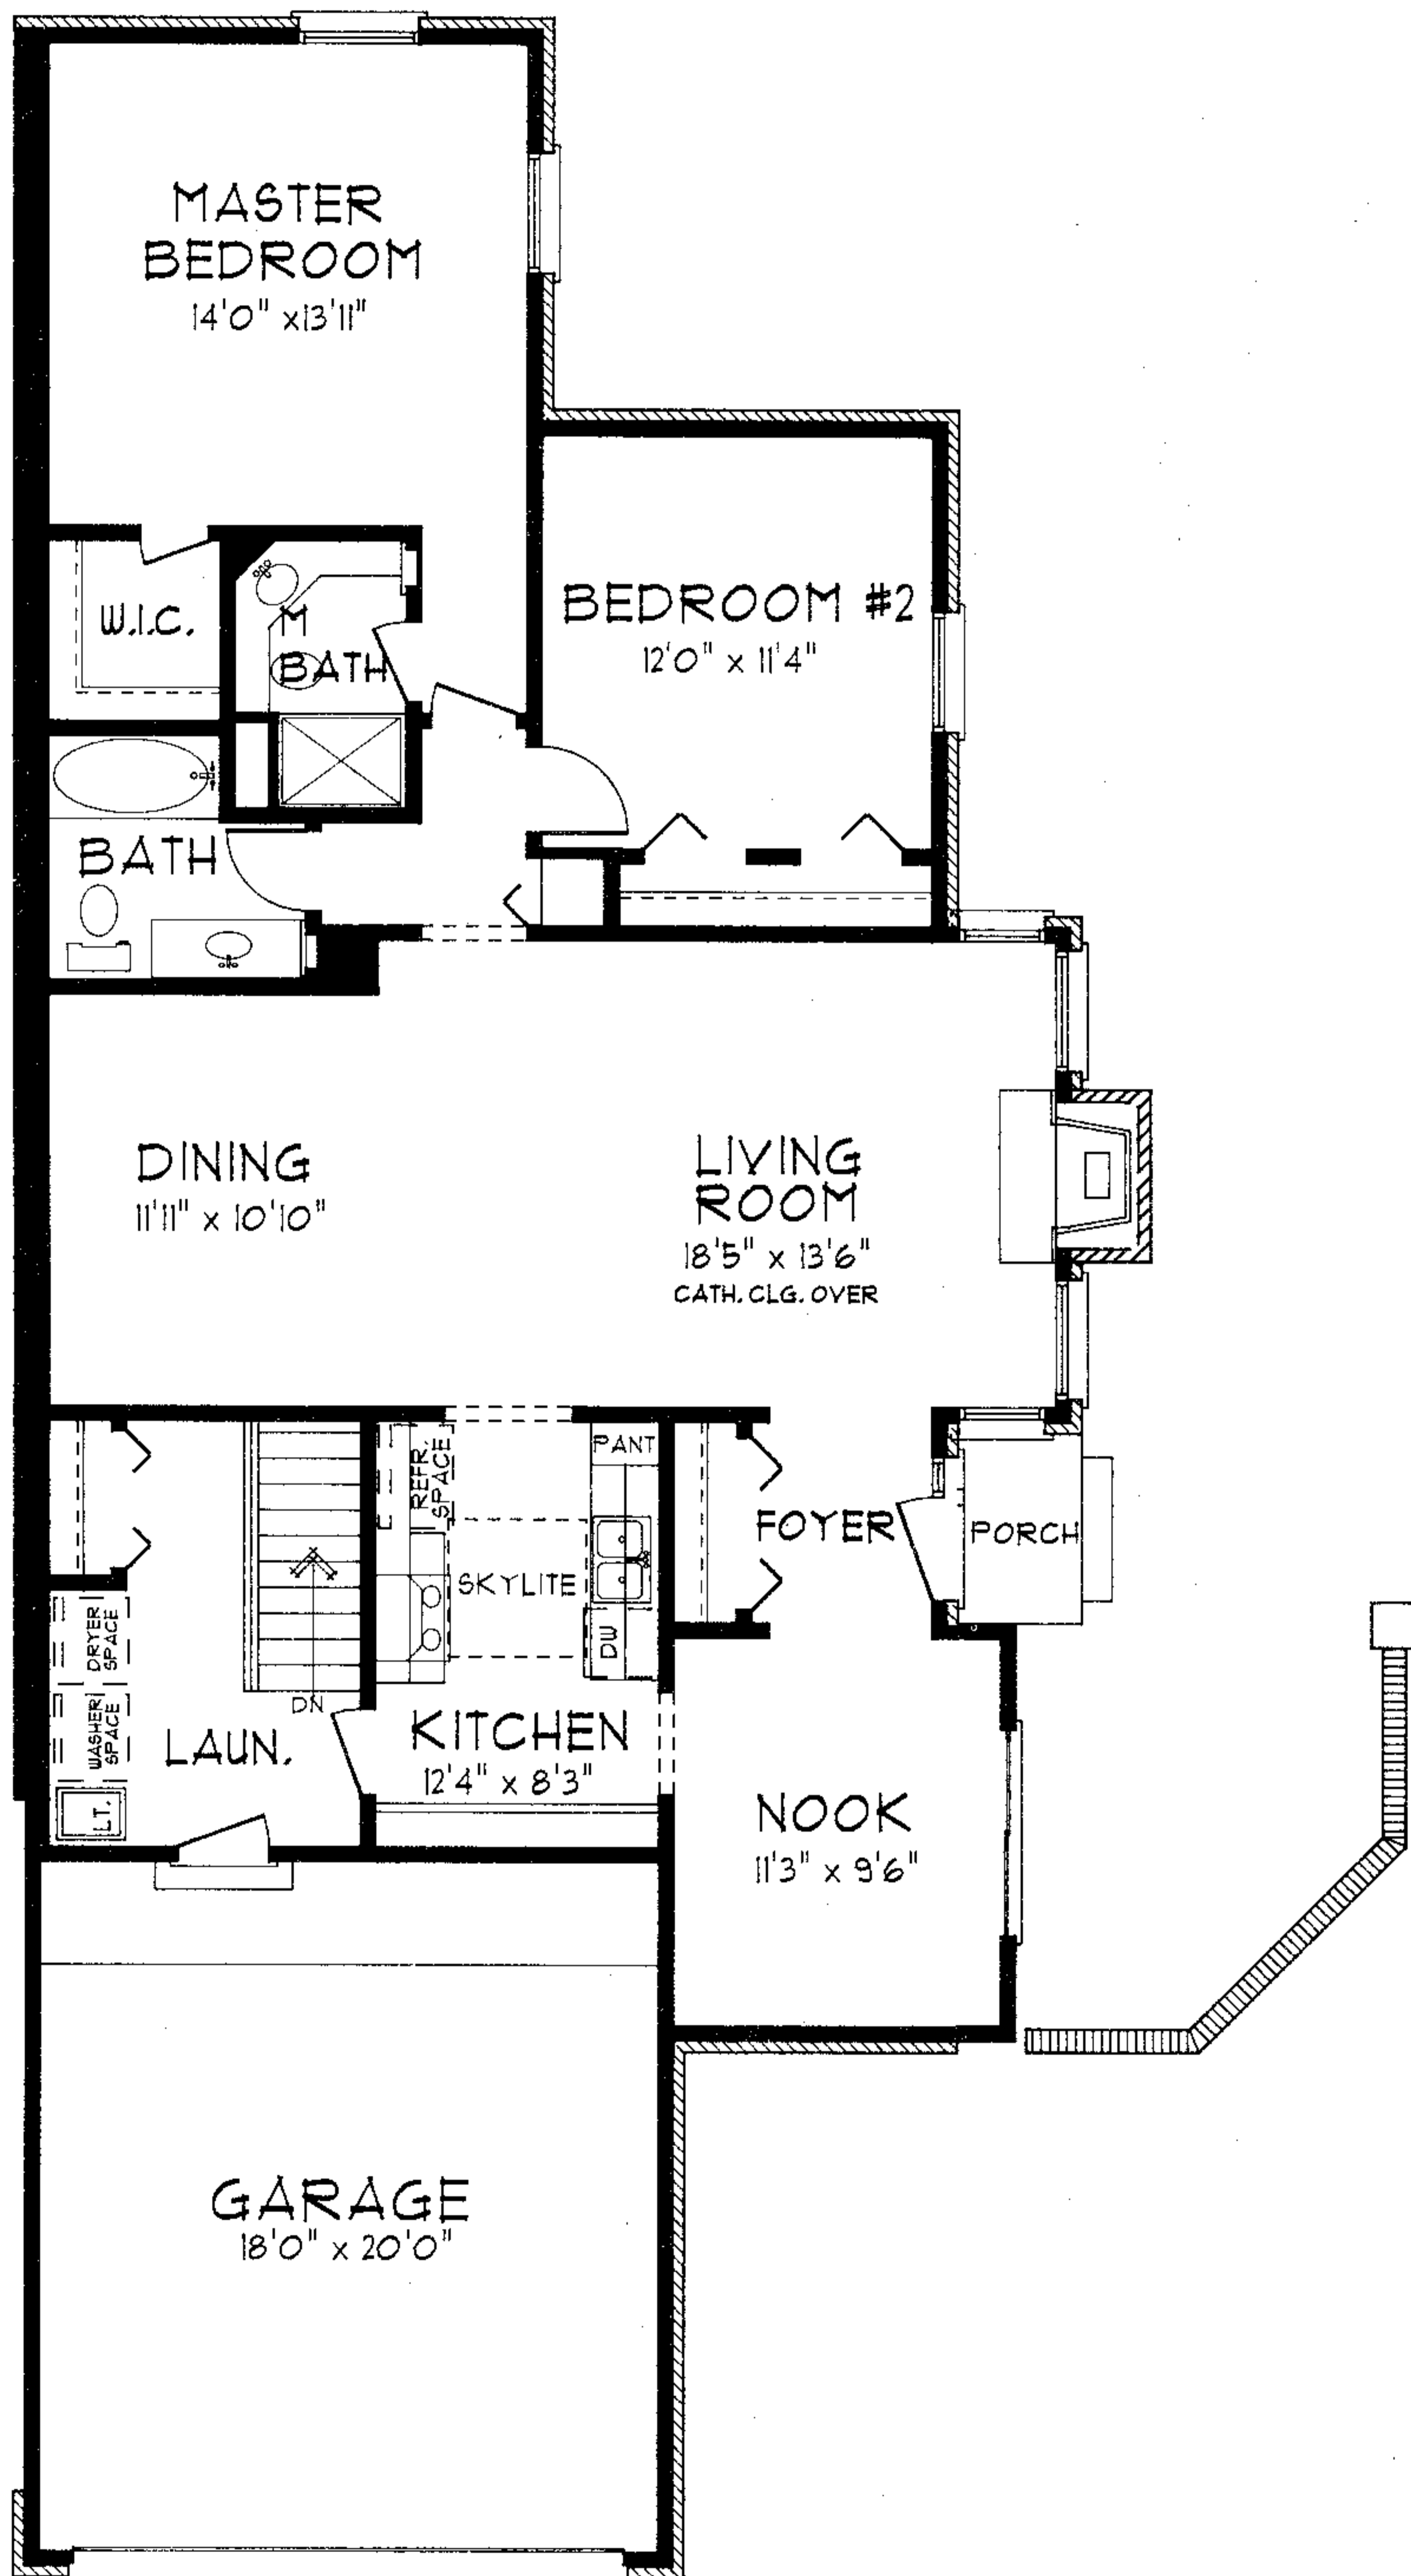 MASTER
BEDROOM
14'0" x13'11"
W.I.C.
M
BATH
BEDROOM #2
12'0" x 11'4"
BATH
DINING
11'11" x 10'10"
LIVING
ROOM
18'5" x 13'6"
CATH. CLG. OVER
REFR.
SPACE
PANT
SKYLITE
DW
FOYER
PORCH
DRYER
SPACE
WASHER
SPACE
LT.
DN
LAUN.
KITCHEN
12'4" x 8'3"
NOOK
11'3" x 9'6"
GARAGE
18'0" x 20'0"